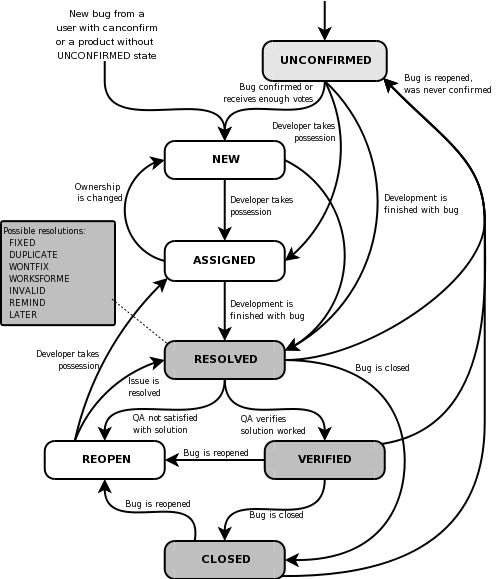 New bug from a
user with canconfirm
or a product without
UNCONFIRMED state
UNCONFIRMED
Bug is reopened,
was never confirmed
Bug confirmed or
receives enough votes
Developer takes
possession
NEW
Ownership
is changed
Developer takes
possession
Development is
finished with bug
Possible resolutions:
FIXED
DUPLICATE
WONTFIX
WORKSFORME
INVALID
REMIND
LATER
ASSIGNED
Development is
finished with bug
RESOLVED
Developer takes
possession
Issue is
resolved
Bug is closed
QA not satisfied
with solution
QA verifies
solution worked
REOPEN
Bug is reopened
VERIFIED
Bug is reopened
Bug is closed
CLOSED